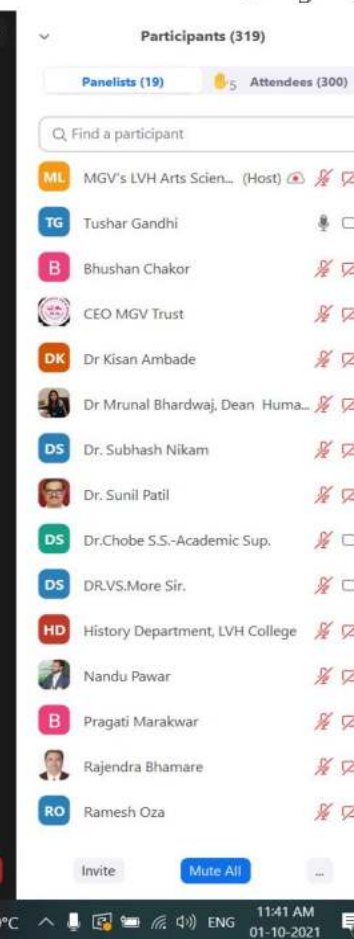 Participants (319)
Panelists (19)
5 Attendees (300)
Find a participant
ML MGV's LVH Arts Scien... (Host)
TG Tushar Gandhi
B Bhushan Chakor
CEO MGV Trust
DK Dr Kisan Ambade
Dr Mrunal Bhardwaj, Dean Huma...
DS Dr. Subhash Nikam
Dr. Sunil Patil
DS Dr.Chobe S.S.-Academic Sup.
DS DR.VS.More Sir.
HD History Department, LVH College
Nandu Pawar
B Pragati Marakwar
Rajendra Bhamare
RO Ramesh Oza
Invite Mute All ...
°C ENG 11:41 AM
01-10-2021